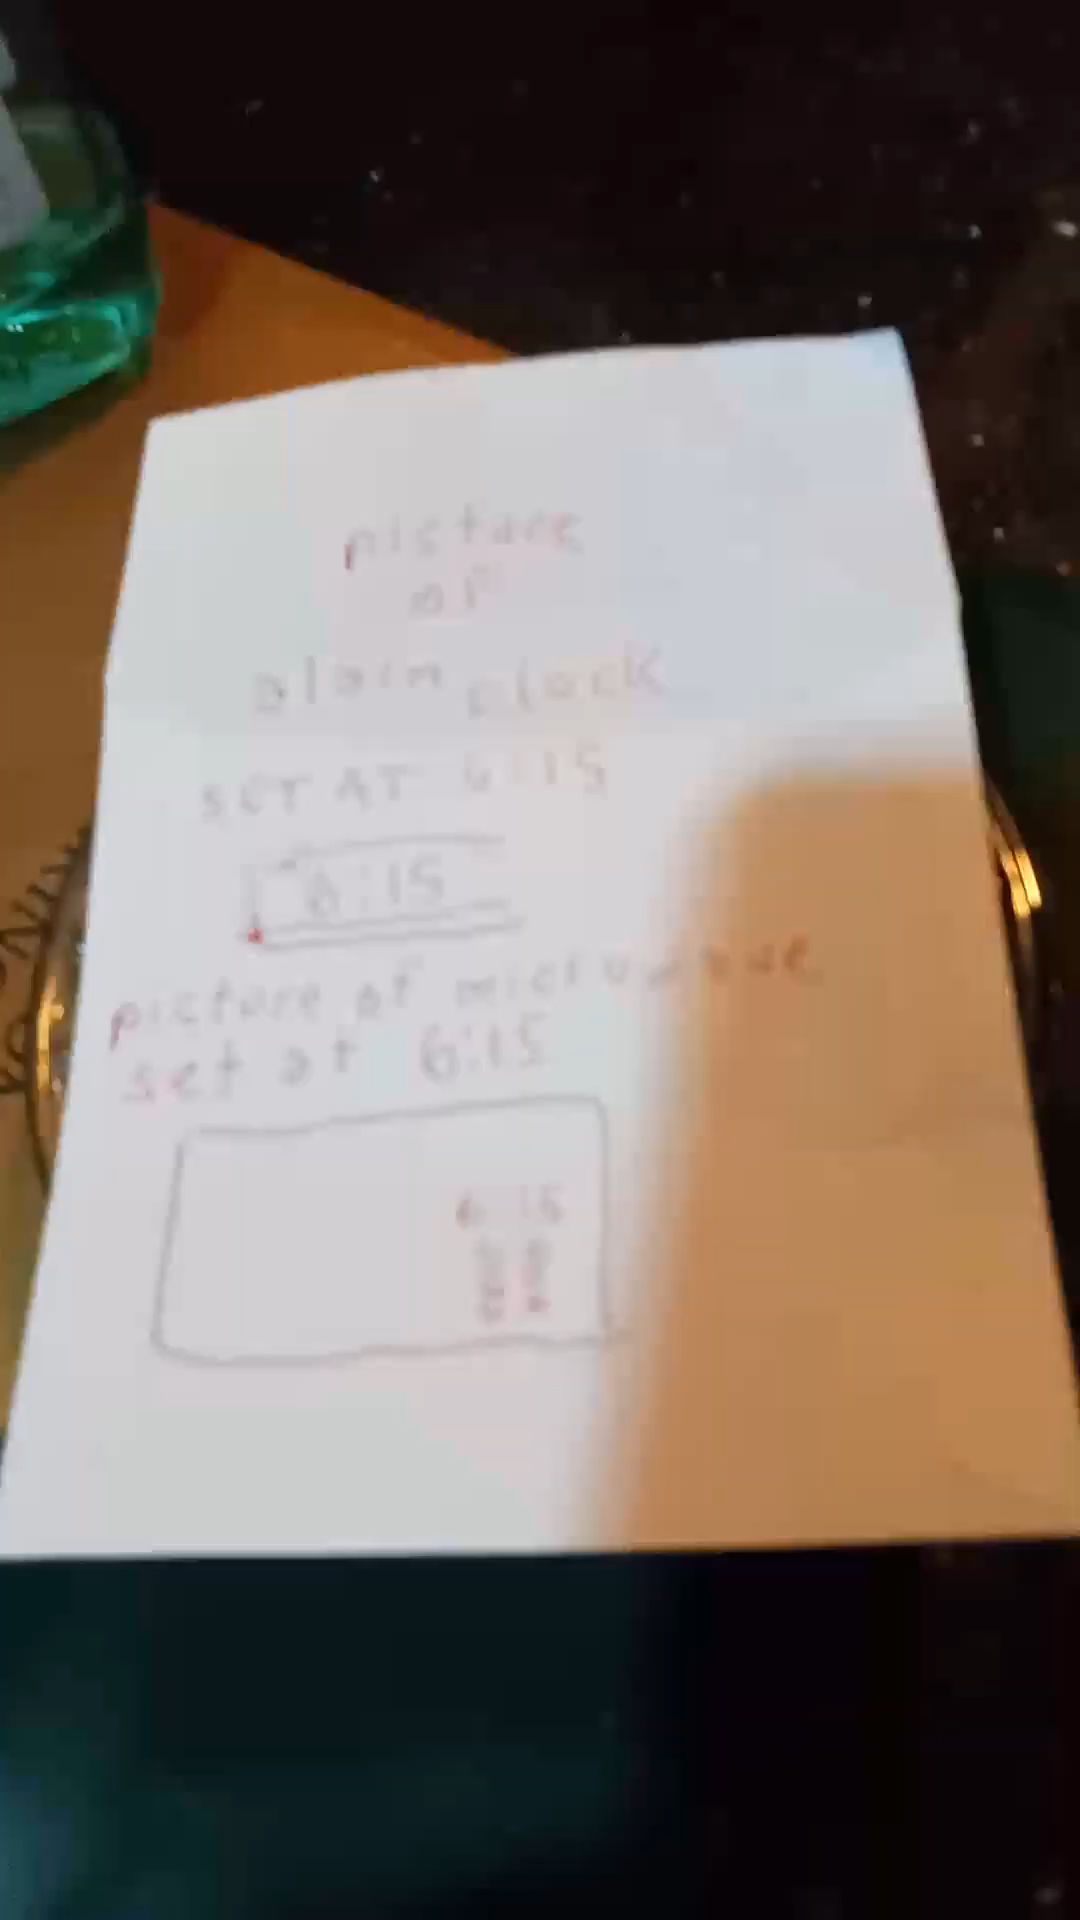 picture
of
alarm clock
SET AT 6:15
6:15
picture of microwave
set at 6:15
6:15